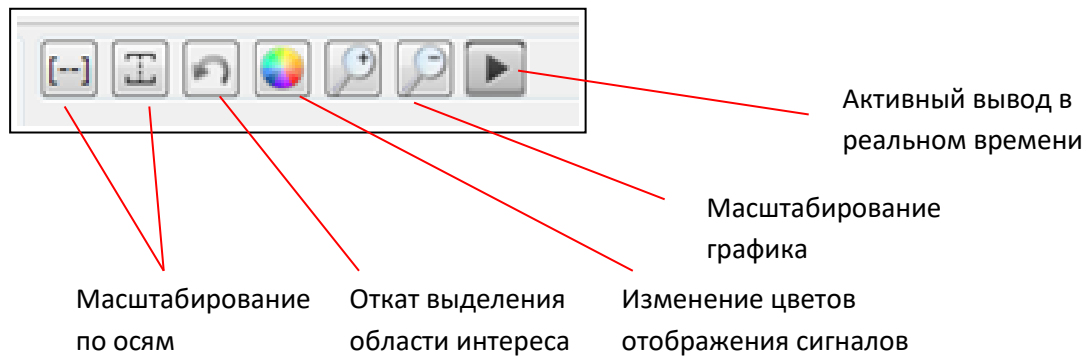 Активный вывод в
реальном времени
Масштабирование
графика
Масштабирование
по осям
Откат выделения
области интереса
Изменение цветов
отображения сигналов